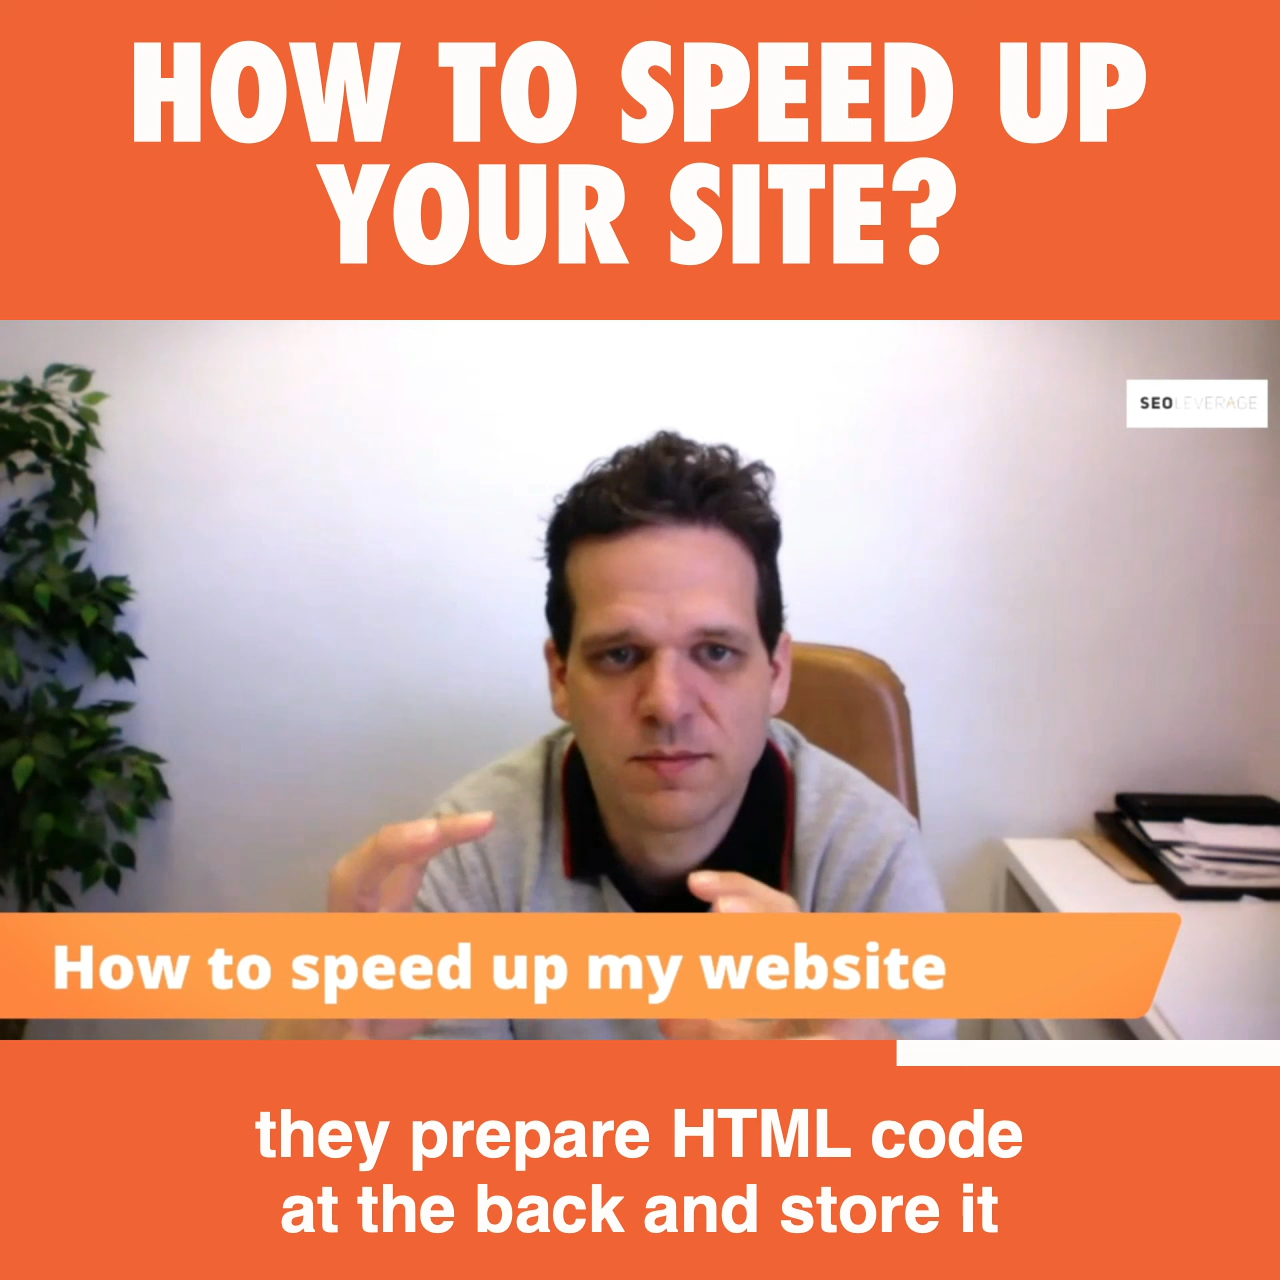 HOW TO SPEED UP
YOUR SITE?
SEOLEVERAGE
How to speed up my website
they prepare HTML code
at the back and store it